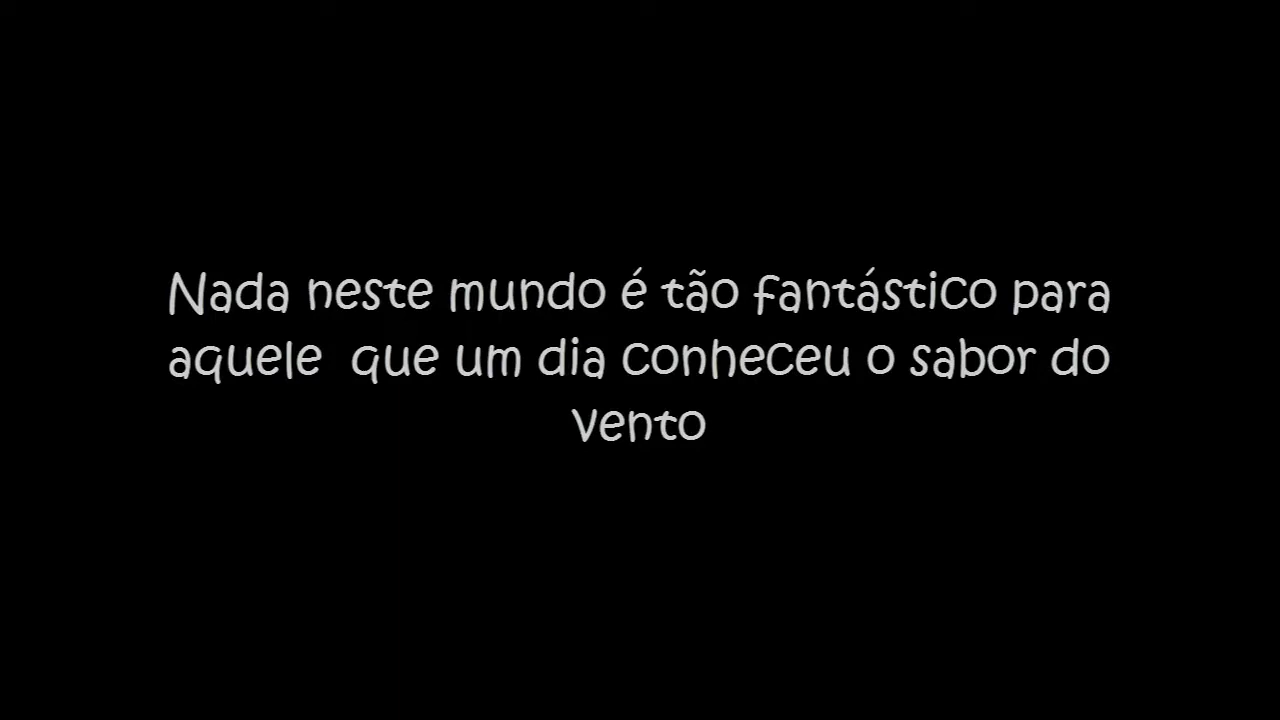 Nada neste mundo é tão fantástico para
aquele  que um dia conheceu o sabor do
vento